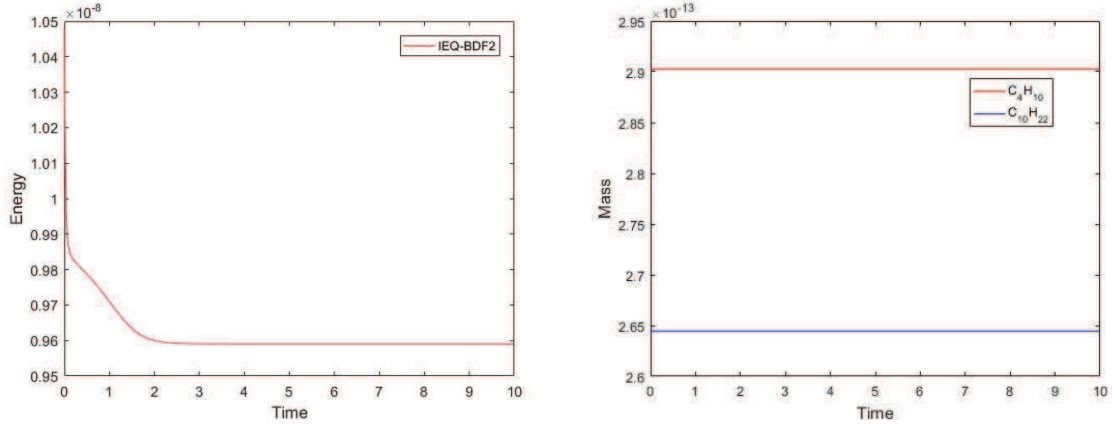 ×10⁻⁸
1.05
1.04
1.03
1.02
1.01
1
0.99
0.98
0.97
0.96
0.95
Energy
IEQ-BDF2
0 1 2 3 4 5 6 7 8 9 10
Time
×10⁻¹³
2.95
2.9
2.85
2.8
2.75
2.7
2.65
2.6
Mass
C₄H₁₀
C₁₀H₂₂
0 1 2 3 4 5 6 7 8 9 10
Time